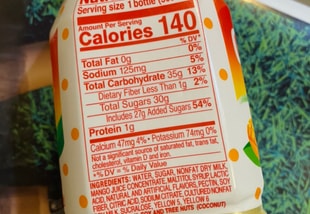 Serving size 1 bottle
Amount Per Serving
Calories 140
% DV*
Total Fat 0g 0%
Sodium 125mg 5%
Total Carbohydrate 35g 13%
Dietary Fiber Less than 1g 2%
Total Sugars 30g
Includes 27g Added Sugars 54%
Protein 1g
Calcium 47mg 4% • Potassium 74mg 0%
Not a significant source of saturated fat, trans fat,
cholesterol, vitamin D and iron.
*% DV = % Daily Value
INGREDIENTS: WATER, SUGAR, NONFAT DRY MILK,
MANGO JUICE CONCENTRATE, MALTITOL SYRUP, LACTIC
ACID, NATURAL AND ARTIFICIAL FLAVORS, PECTIN, SOY
FIBER, CITRIC ACID, SODIUM CITRATE, CULTURED NONFAT
MILK, SUCRALOSE, YELLOW 5, YELLOW 6
SOY AND TREE NUTS (COCONUT)